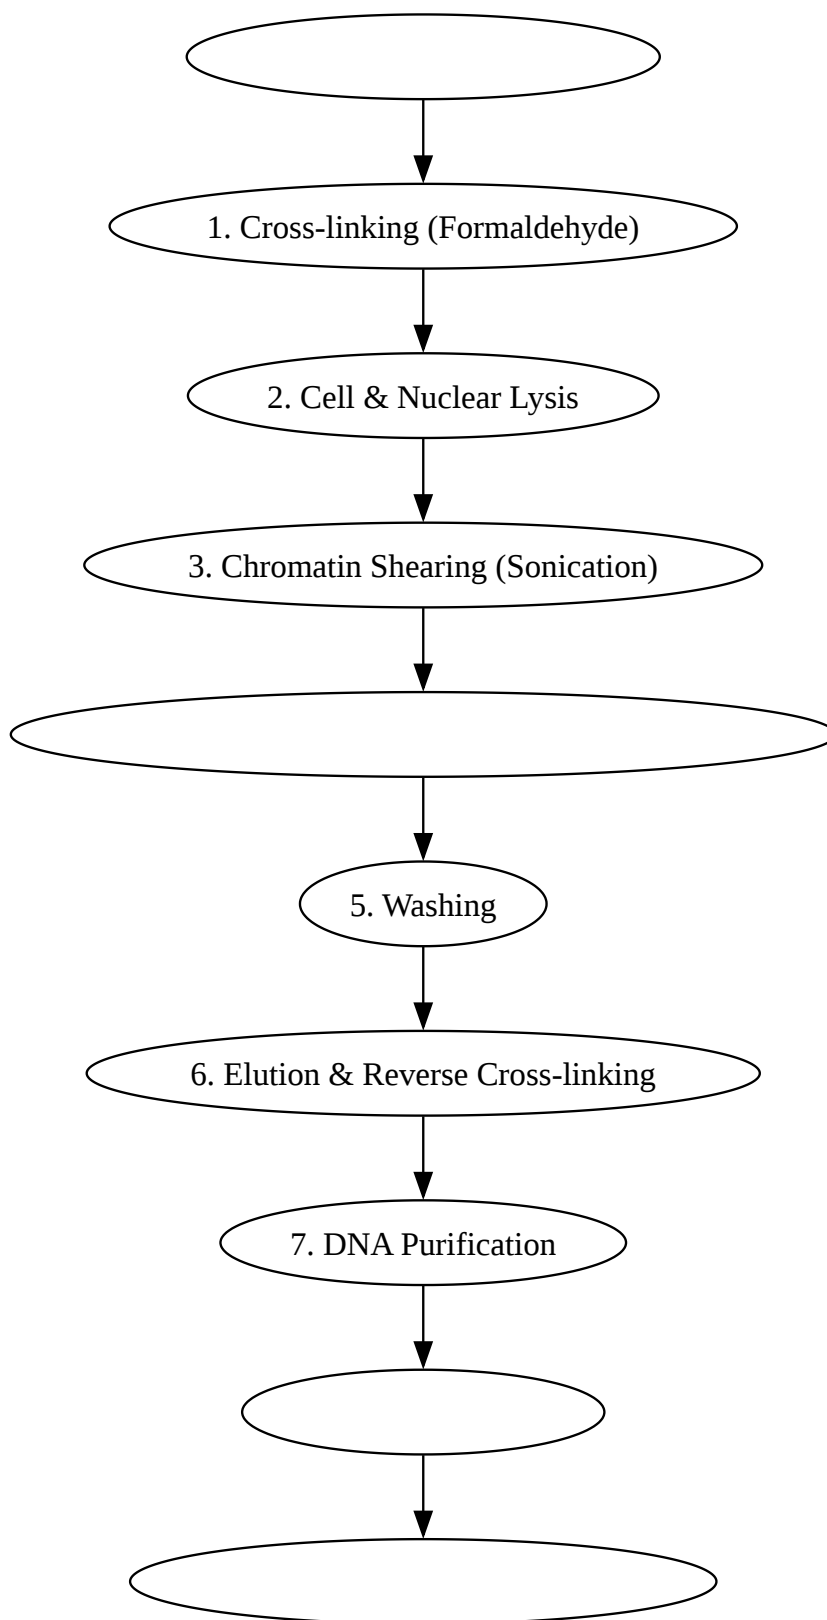 1. Cross-linking (Formaldehyde)
2. Cell & Nuclear Lysis
3. Chromatin Shearing (Sonication)
5. Washing
6. Elution & Reverse Cross-linking
7. DNA Purification